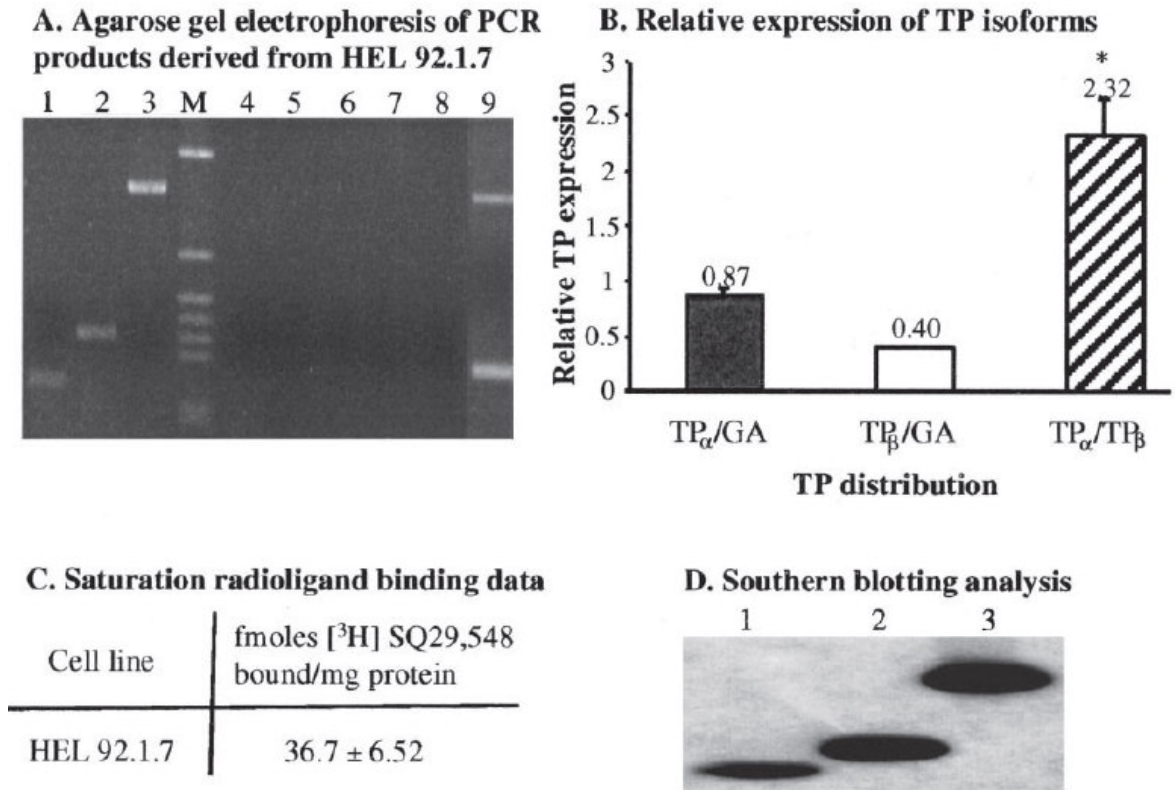 A. Agarose gel electrophoresis of PCR
products derived from HEL 92.1.7
1 2 3 M 4 5 6 7 8 9
B. Relative expression of TP isoforms
Relative TP expression
3
2.5
2
1.5
1
0.5
0
0.87
0.40
*
2.32
TPα/GA TPβ/GA TPα/TPβ
TP distribution
C. Saturation radioligand binding data
Cell line
fmoles [³H] SQ29,548
bound/mg protein
HEL 92.1.7 36.7 ± 6.52
D. Southern blotting analysis
1 2 3